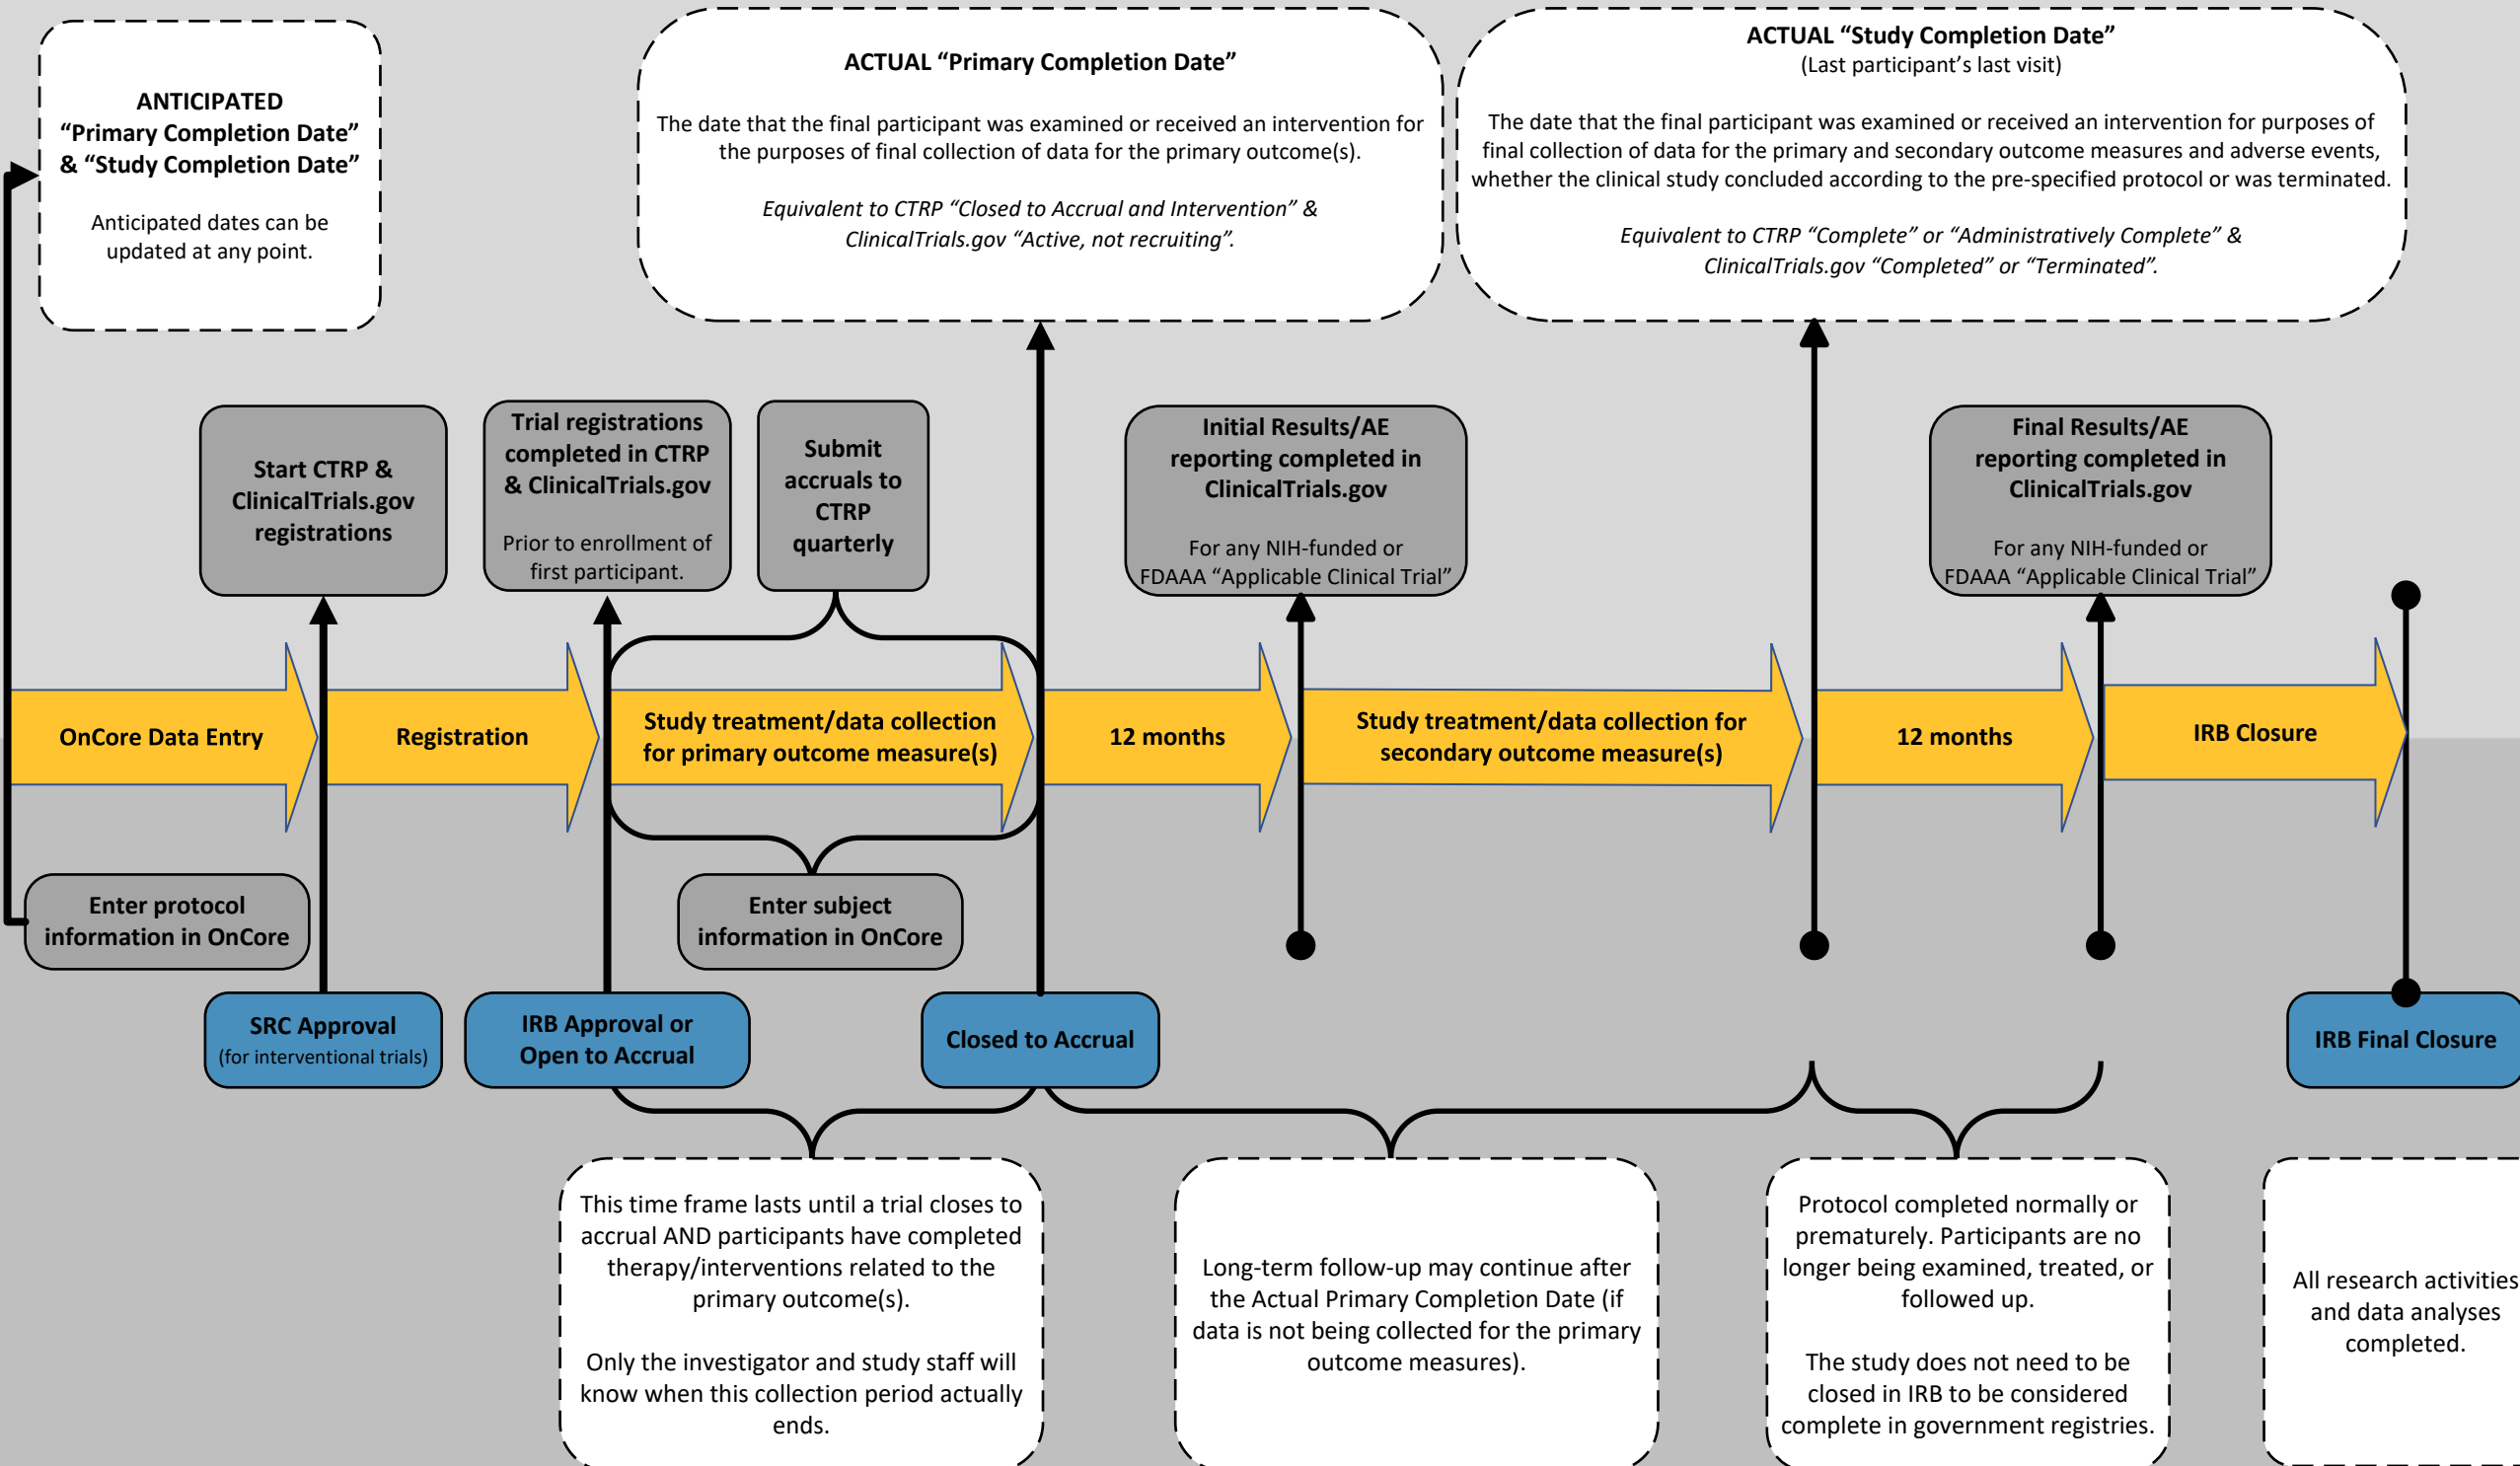 ANTICIPATED
“Primary Completion Date”
& “Study Completion Date”
Anticipated dates can be
updated at any point.
ACTUAL “Primary Completion Date”
The date that the final participant was examined or received an intervention for
the purposes of final collection of data for the primary outcome(s).
Equivalent to CTRP “Closed to Accrual and Intervention” &
ClinicalTrials.gov “Active, not recruiting”.
ACTUAL “Study Completion Date”
(Last participant’s last visit)
The date that the final participant was examined or received an intervention for purposes of
final collection of data for the primary and secondary outcome measures and adverse events,
whether the clinical study concluded according to the pre-specified protocol or was terminated.
Equivalent to CTRP “Complete” or “Administratively Complete” &
ClinicalTrials.gov “Completed” or “Terminated”.
Start CTRP &
ClinicalTrials.gov
registrations
Trial registrations
completed in CTRP
& ClinicalTrials.gov
Prior to enrollment of
first participant.
Submit
accruals to
CTRP
quarterly
Initial Results/AE
reporting completed in
ClinicalTrials.gov
For any NIH-funded or
FDAAA “Applicable Clinical Trial”
Final Results/AE
reporting completed in
ClinicalTrials.gov
For any NIH-funded or
FDAAA “Applicable Clinical Trial”
OnCore Data Entry
Registration
Study treatment/data collection
for primary outcome measure(s)
12 months
Study treatment/data collection for
secondary outcome measure(s)
12 months
IRB Closure
Enter protocol
information in OnCore
Enter subject
information in OnCore
SRC Approval
(for interventional trials)
IRB Approval or
Open to Accrual
Closed to Accrual
IRB Final Closure
This time frame lasts until a trial closes to
accrual AND participants have completed
therapy/interventions related to the
primary outcome(s).
Only the investigator and study staff will
know when this collection period actually
ends.
Long-term follow-up may continue after
the Actual Primary Completion Date (if
data is not being collected for the primary
outcome measures).
Protocol completed normally or
prematurely. Participants are no
longer being examined, treated, or
followed up.
The study does not need to be
closed in IRB to be considered
complete in government registries.
All research activities
and data analyses
completed.